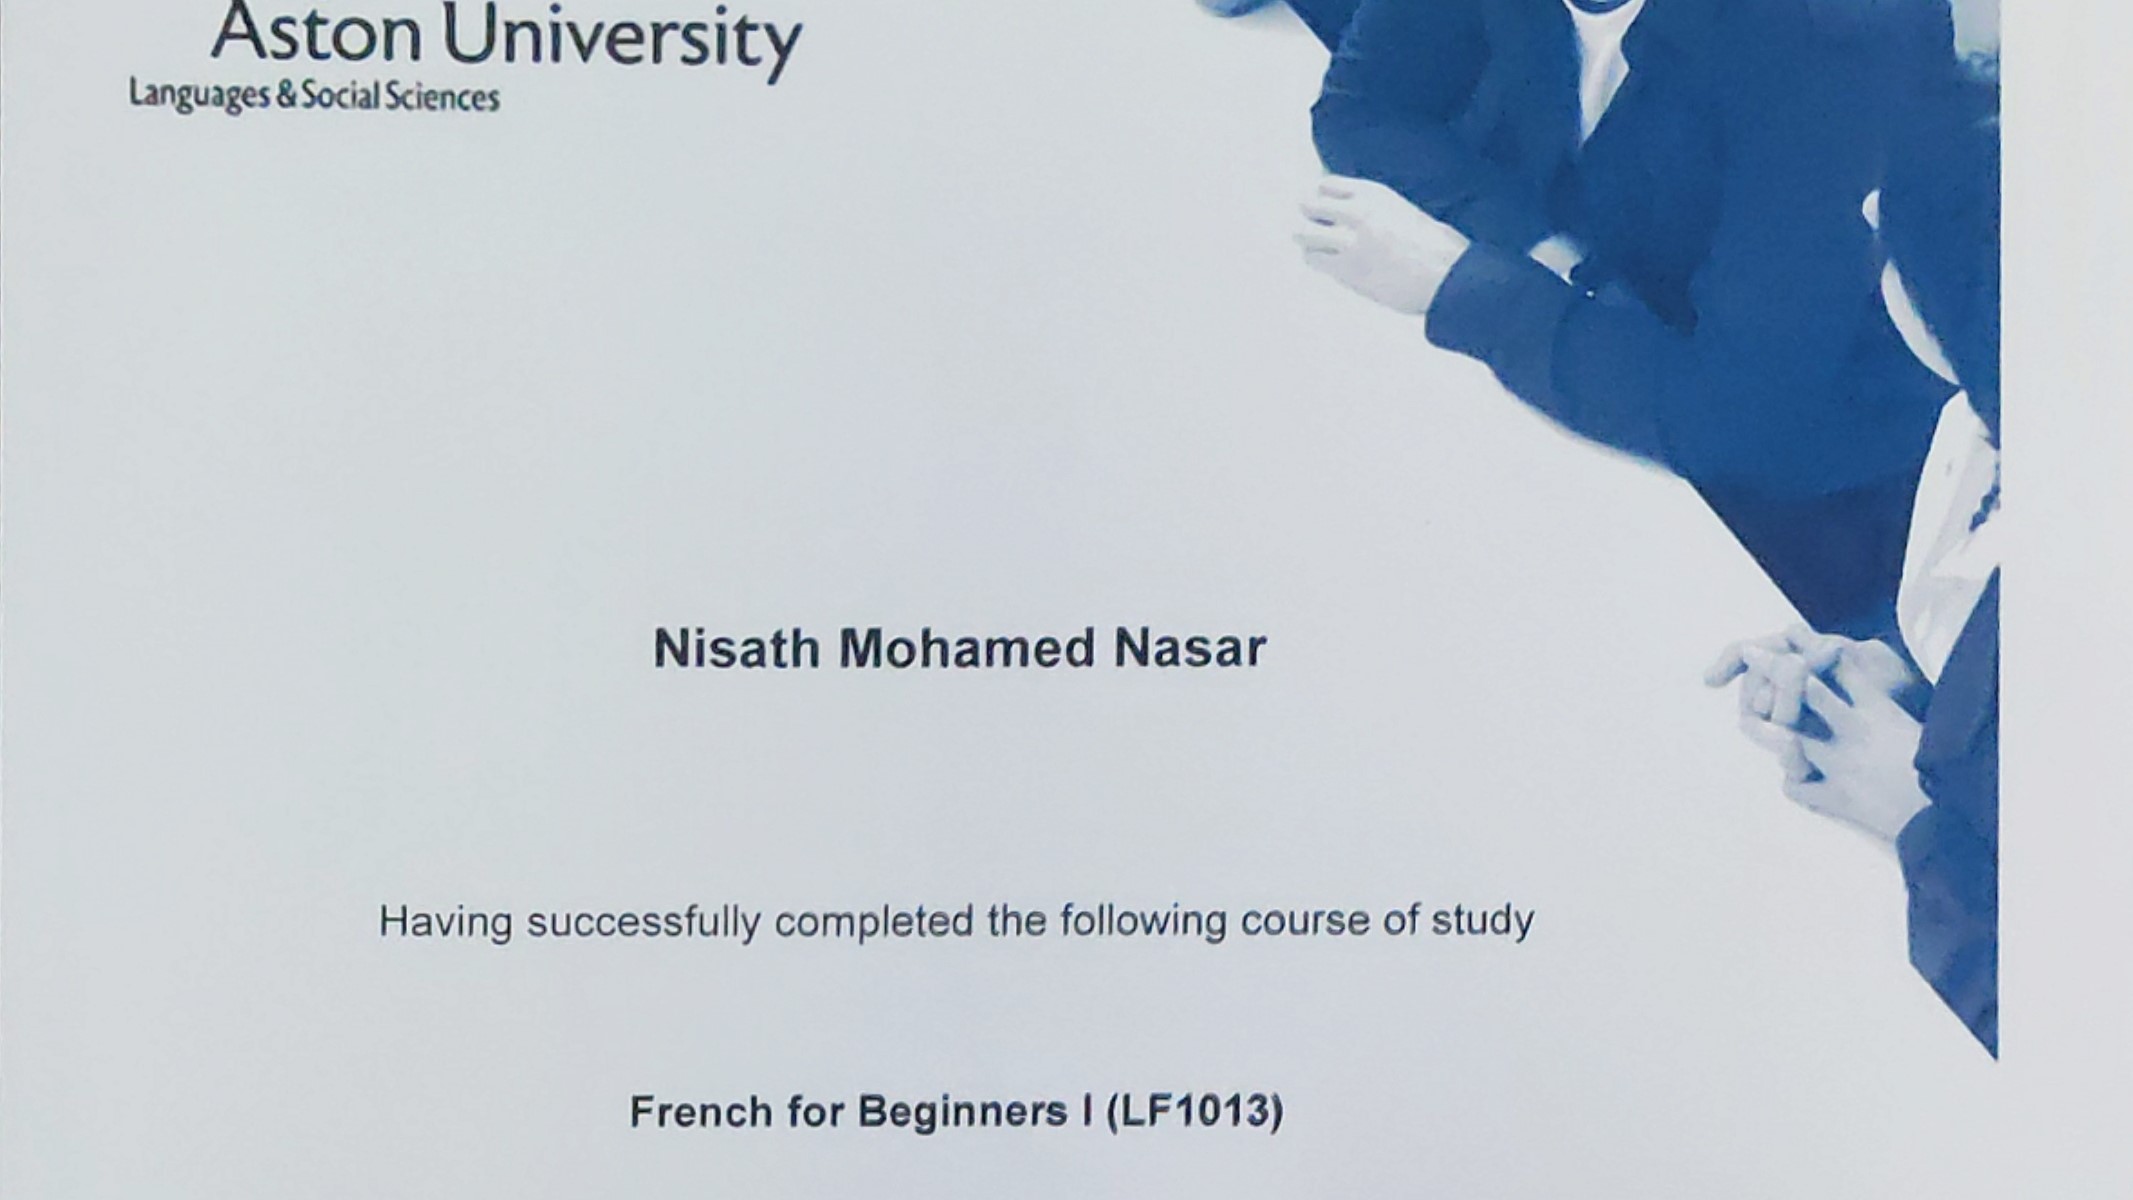 Aston University
Languages & Social Sciences
Nisath Mohamed Nasar
Having successfully completed the following course of study
French for Beginners I (LF1013)